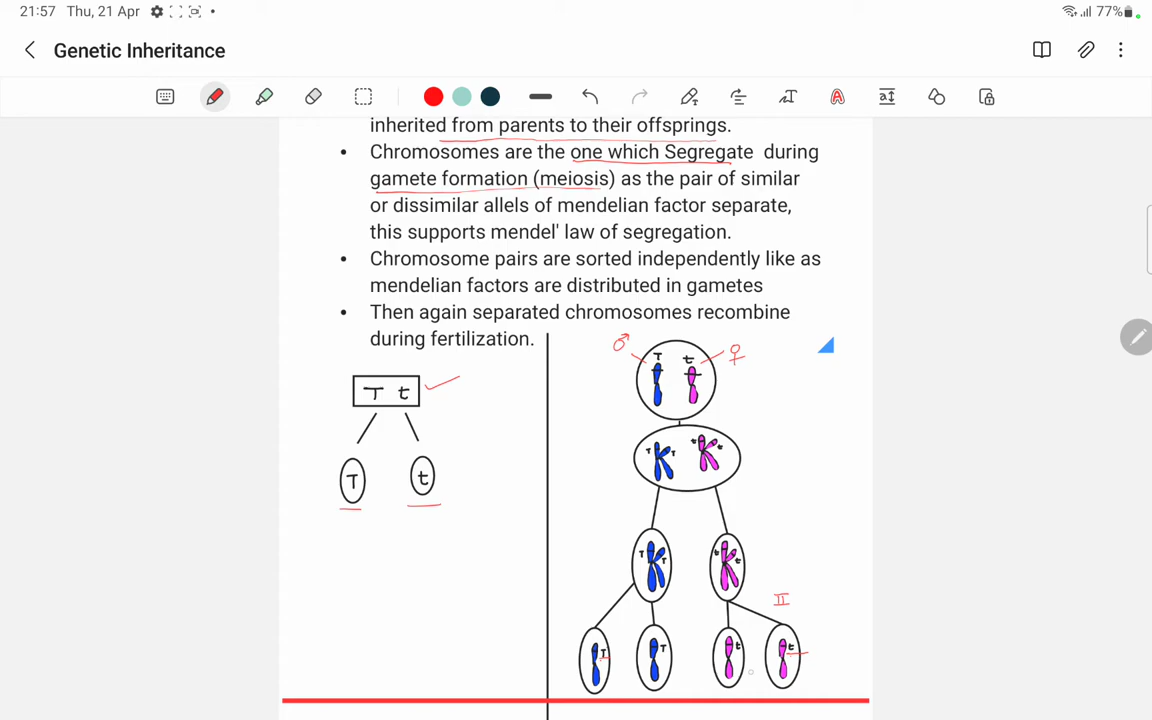 21:57 Thu, 21 Apr 77%
Genetic Inheritance
inherited from parents to their offsprings.
• Chromosomes are the one which Segregate during
gamete formation (meiosis) as the pair of similar
or dissimilar allels of mendelian factor separate,
this supports mendel' law of segregation.
• Chromosome pairs are sorted independently like as
mendelian factors are distributed in gametes
• Then again separated chromosomes recombine
during fertilization.
♂ T t ♀
T t
T T t t
T t
T T t t
II
T T t t